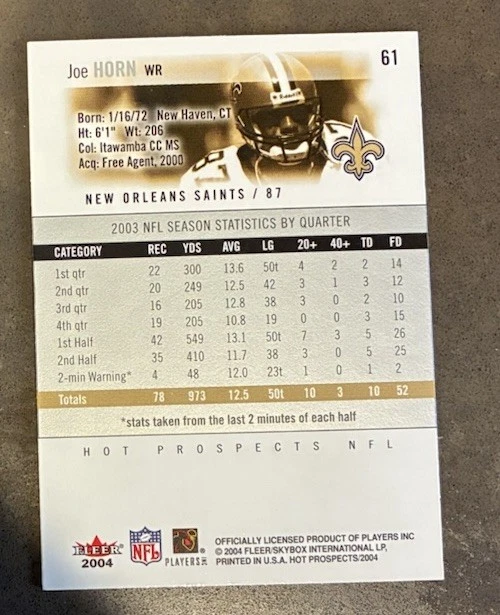 Joe HORN WR 61
Born: 1/16/72 New Haven, CT
Ht: 6'1" Wt: 206
Col: Itawamba CC MS
Acq: Free Agent, 2000
Riddell
NEW ORLEANS SAINTS / 87
2003 NFL SEASON STATISTICS BY QUARTER
CATEGORY REC YDS AVG LG 20+ 40+ TD FD
1st qtr 22 300 13.6 50t 4 2 2 14
2nd qtr 20 249 12.5 42 3 1 3 12
3rd qtr 16 205 12.8 38 3 0 2 10
4th qtr 19 205 10.8 19 0 0 3 15
1st Half 42 549 13.1 50t 7 3 5 26
2nd Half 35 410 11.7 38 3 0 5 25
2-min Warning* 4 48 12.0 23t 1 0 1 2
Totals 78 973 12.5 50t 10 3 10 52
*stats taken from the last 2 minutes of each half
HOT PROSPECTS NFL
FLEER
2004
NFL
PLAYERS INC
OFFICIALLY LICENSED PRODUCT OF PLAYERS INC
© 2004 FLEER/SKYBOX INTERNATIONAL LP,
PRINTED IN U.S.A. HOT PROSPECTS/2004